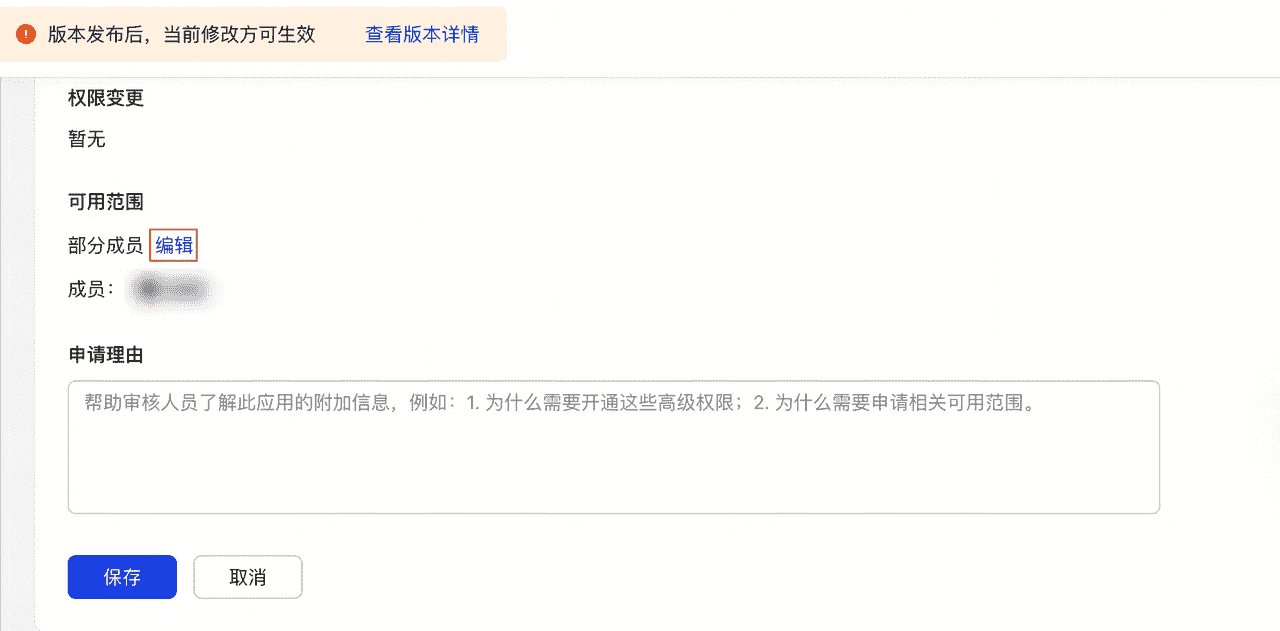 版本发布后，当前修改方可生效 查看版本详情
权限变更
暂无
可用范围
部分成员 编辑
成员：
申请理由
帮助审核人员了解此应用的附加信息，例如：1. 为什么需要开通这些高级权限；2. 为什么需要申请相关可用范围。
保存 取消